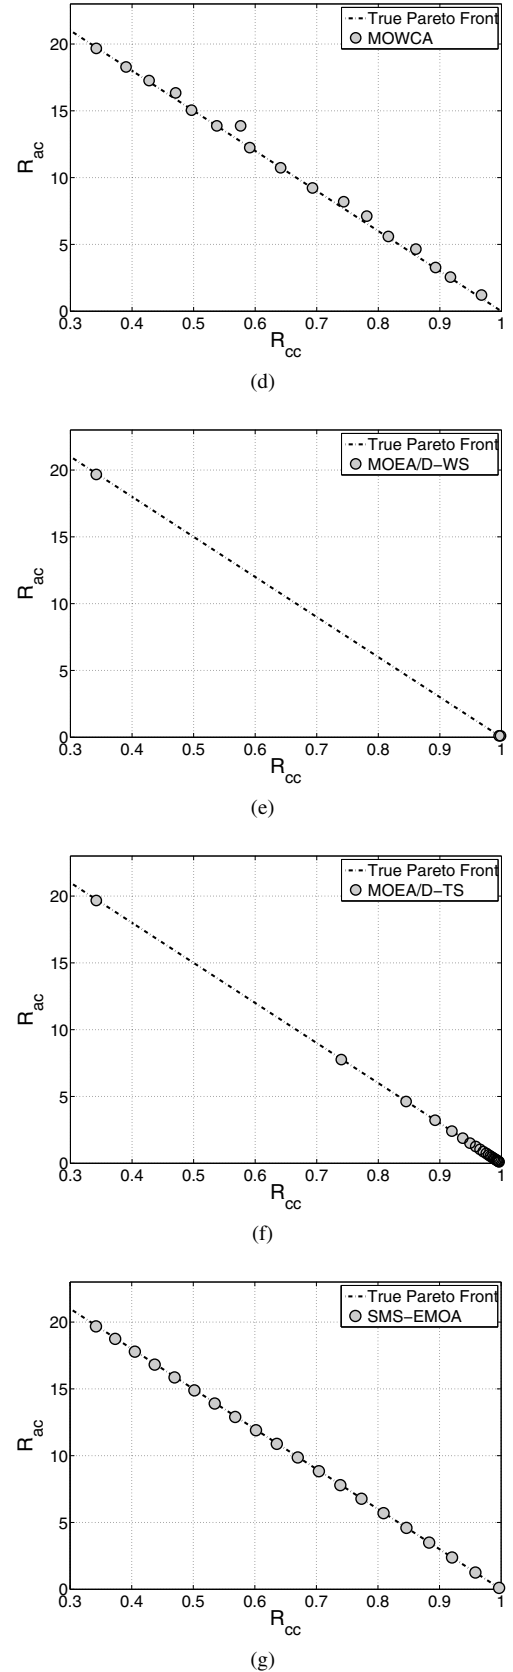 True Pareto Front
MOWCA
20
15
10
5
0
R_ac
0.3 0.4 0.5 0.6 0.7 0.8 0.9 1
R_cc
(d)
True Pareto Front
MOEA/D−WS
20
15
10
5
0
R_ac
0.3 0.4 0.5 0.6 0.7 0.8 0.9 1
R_cc
(e)
True Pareto Front
MOEA/D−TS
20
15
10
5
0
R_ac
0.3 0.4 0.5 0.6 0.7 0.8 0.9 1
R_cc
(f)
True Pareto Front
SMS−EMOA
20
15
10
5
0
R_ac
0.3 0.4 0.5 0.6 0.7 0.8 0.9 1
R_cc
(g)